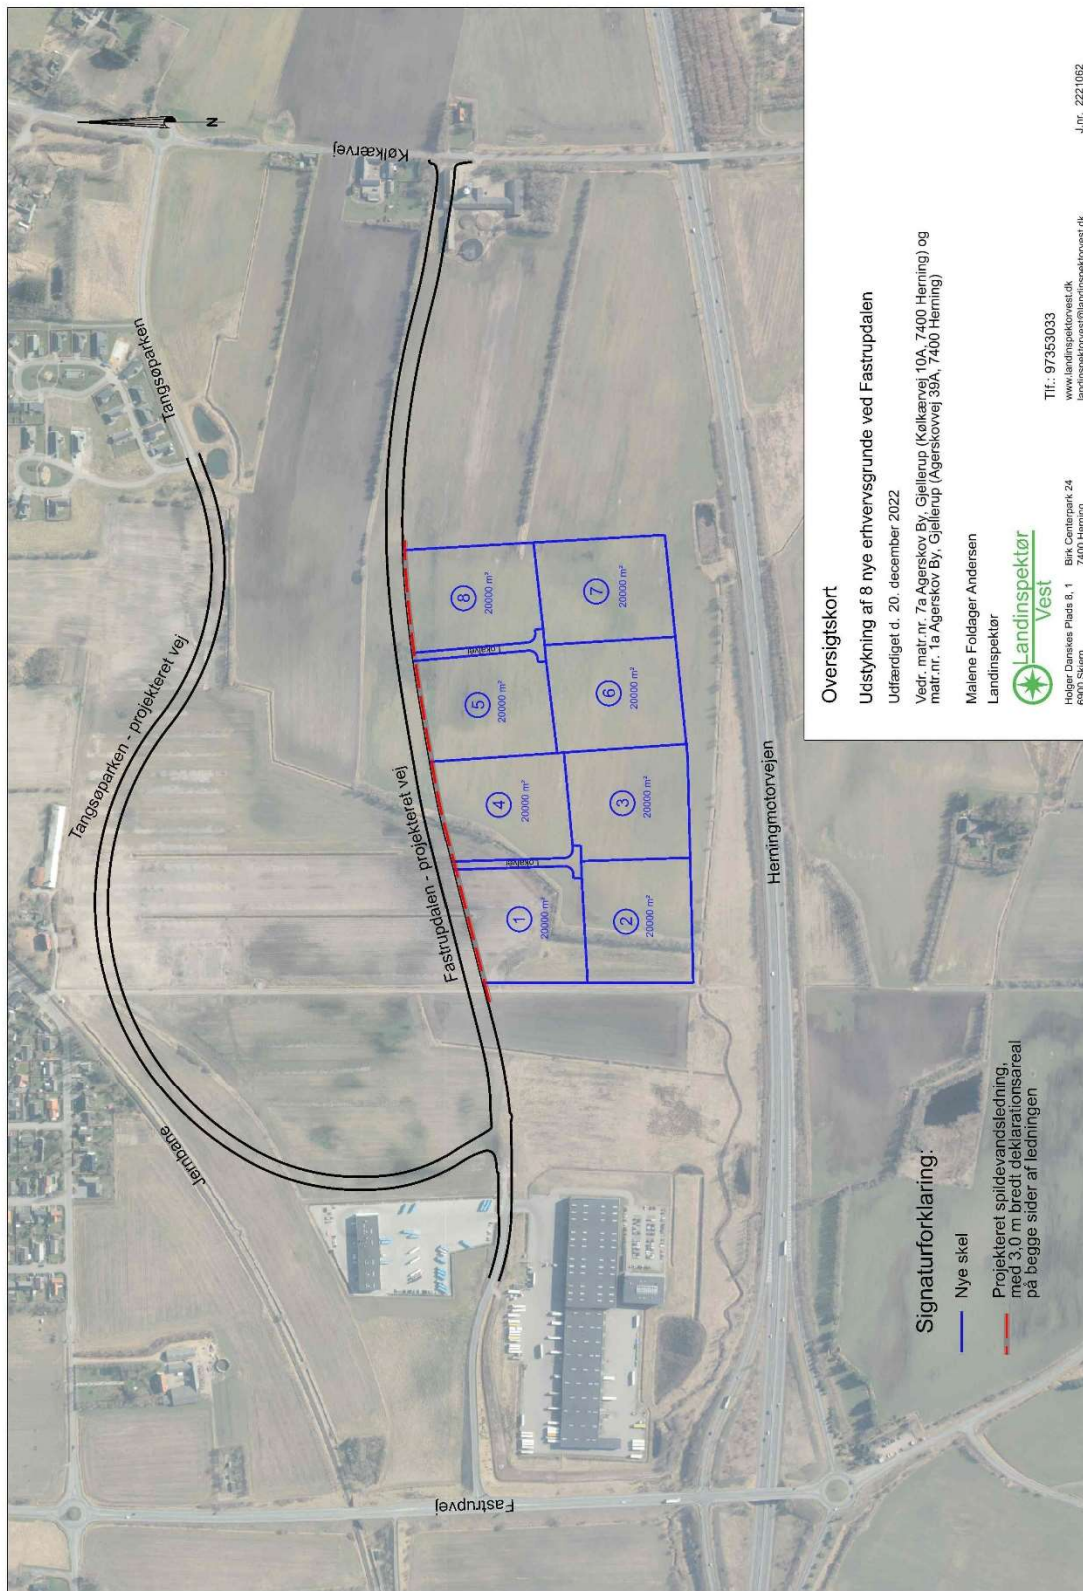 N
Kølkærvej
Tangsøparken
Tangsøparken - projekteret vej
Jernbane
Fastrupdalen - projekteret vej
Fastrupvej
Herningmotorvejen
1
20000 m²
2
20000 m²
3
20000 m²
4
20000 m²
5
20000 m²
6
20000 m²
7
20000 m²
8
20000 m²
Lokalvej
Lokalvej
Signaturforklaring:
Nye skel
Projekteret spildevandsledning,
med 3,0 m bredt deklarationsareal
på begge sider af ledningen
Oversigtskort
Udstykning af 8 nye erhvervsgrunde ved Fastrupdalen
Udfærdiget d. 20. december 2022
Vedr. matr.nr. 7a Agerskov By, Gjellerup (Kølkærvej 10A, 7400 Herning) og
matr.nr. 1a Agerskov By, Gjellerup (Agerskovvej 39A, 7400 Herning)
Malene Foldager Andersen
Landinspektør
Landinspektør
Vest
Holger Danskes Plads 8, 1
6900 Skjern
Birk Centerpark 24
7400 Herning
Tlf.: 97353033
www.landinspektorvest.dk
landinspektorvest@landinspektorvest.dk
J.nr. 2221062